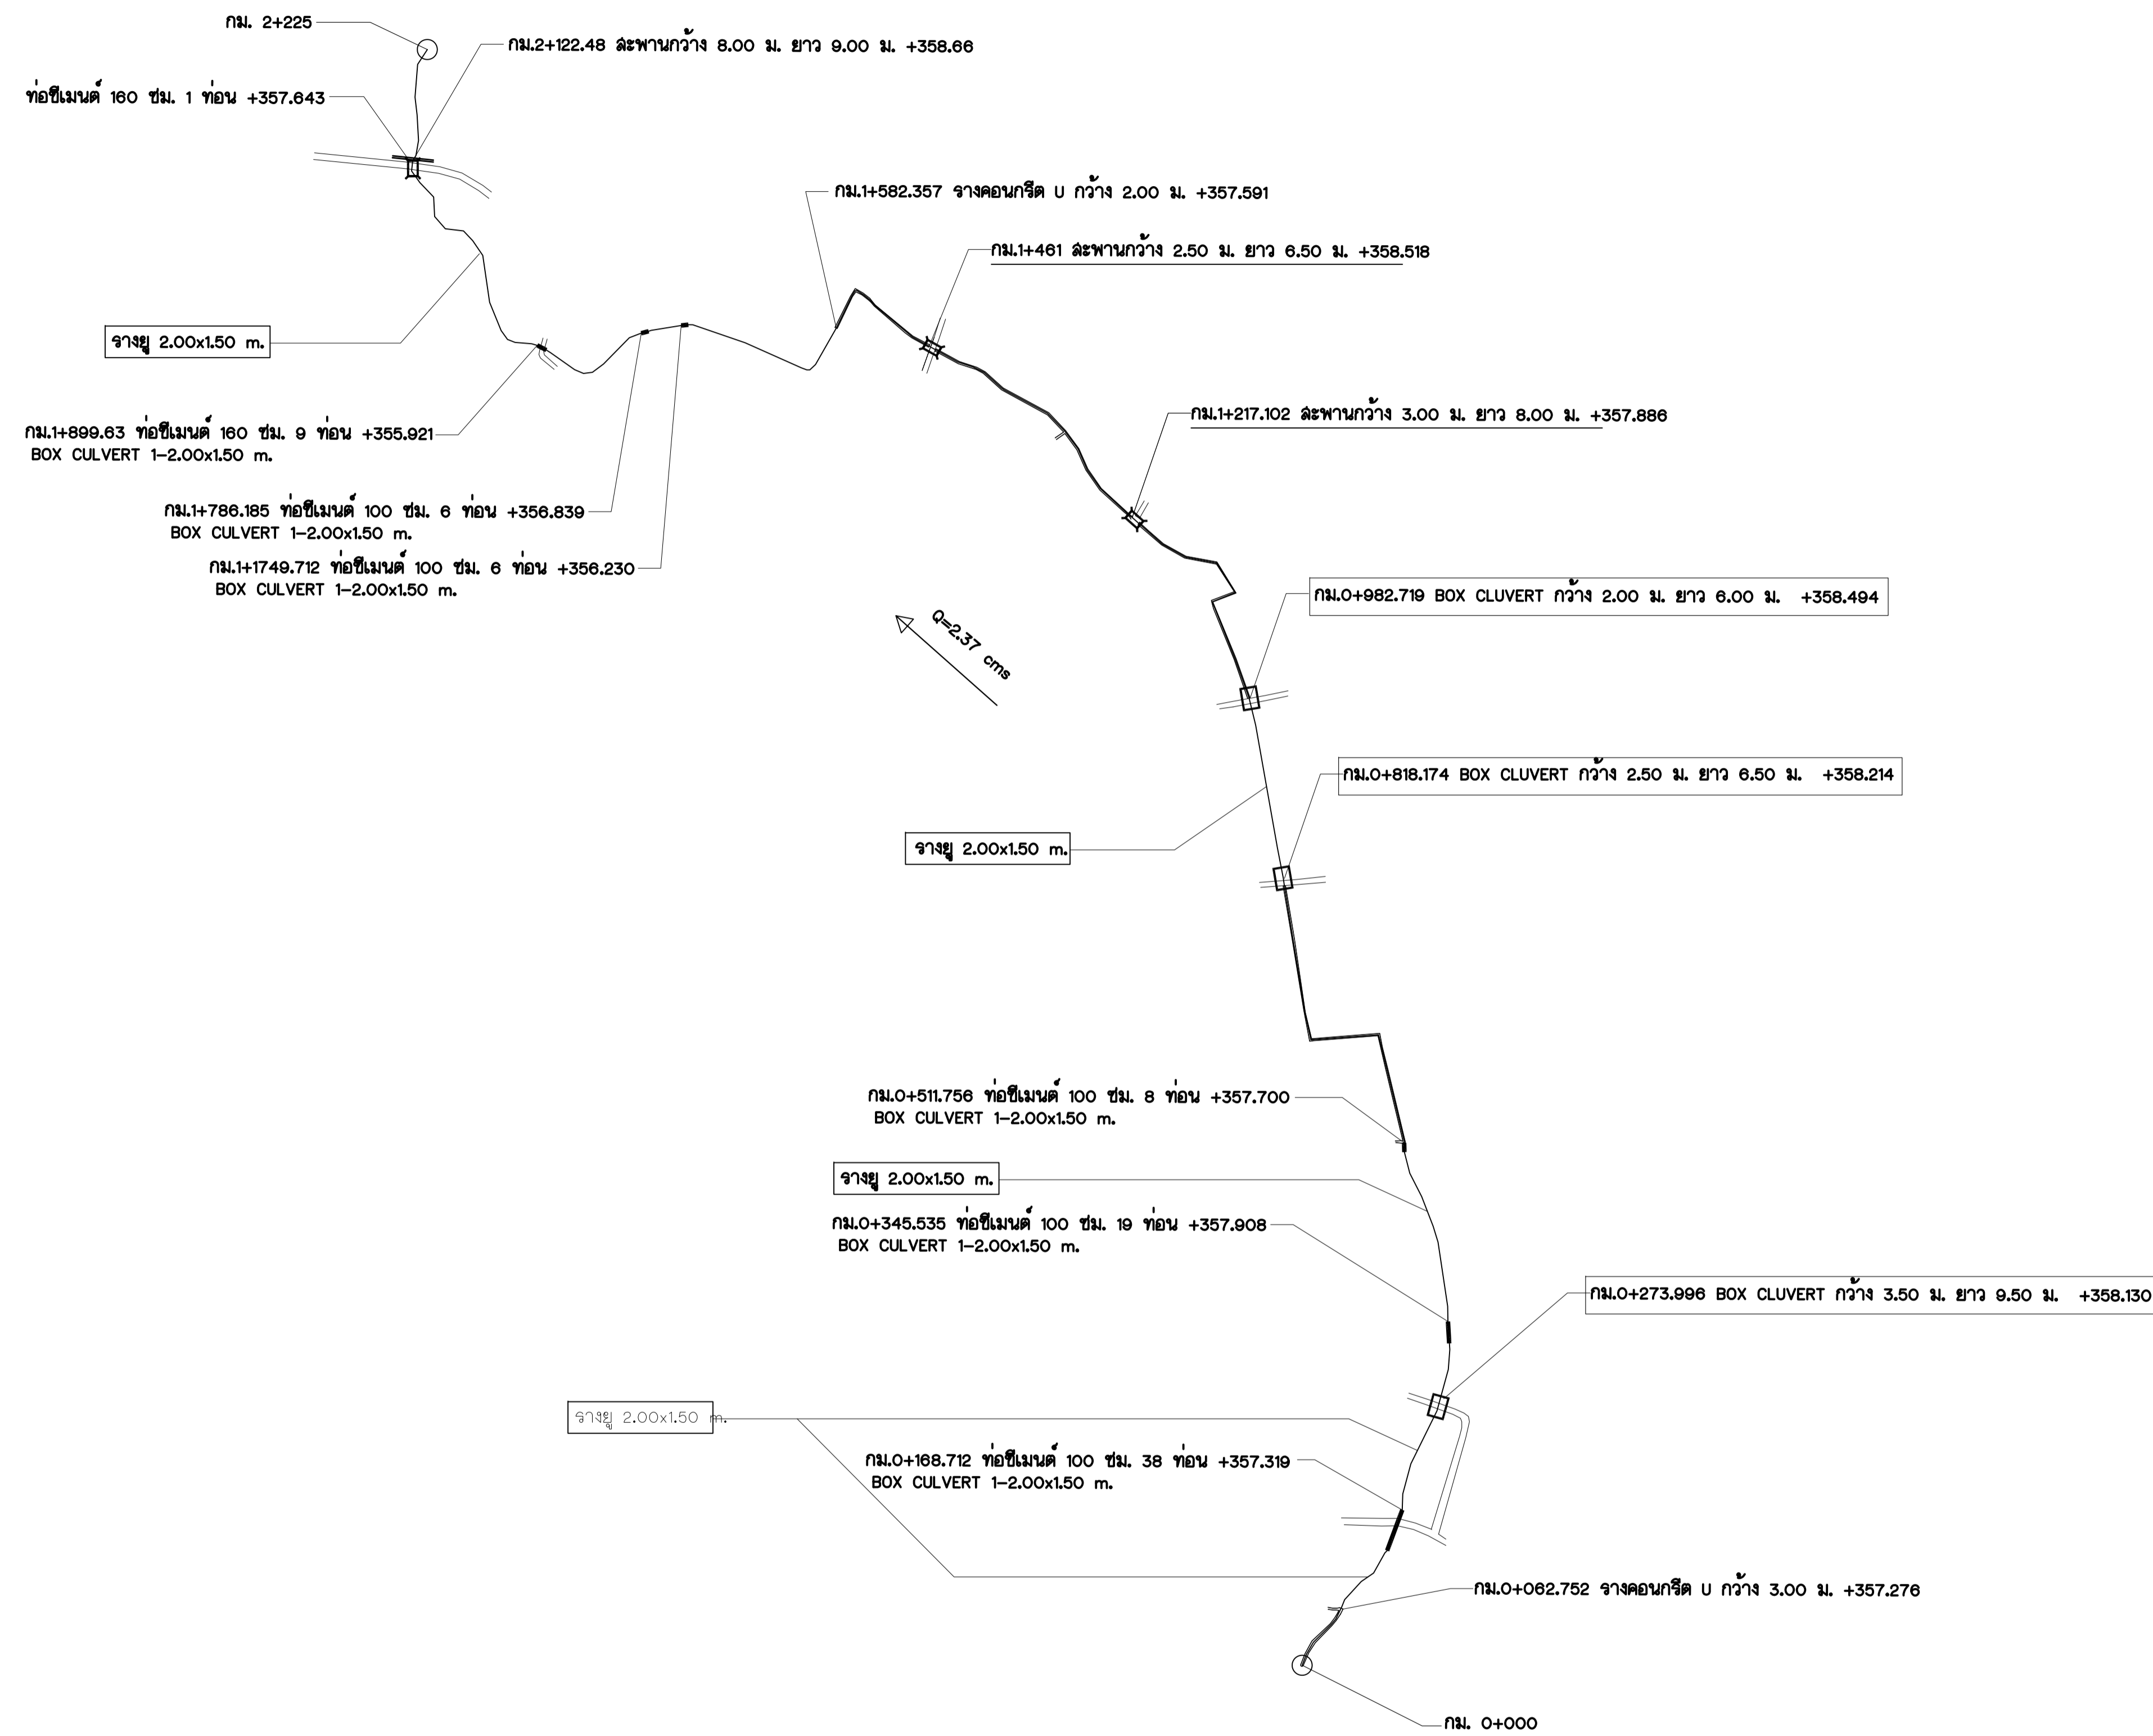 กม. 2+225
กม.2+122.48 สะพานกว้าง 8.00 ม. ยาว 9.00 ม. +358.66
ท่อซีเมนต์ 160 ซม. 1 ท่อน +357.643
กม.1+582.357 รางคอนกรีต U กว้าง 2.00 ม. +357.591
กม.1+461 สะพานกว้าง 2.50 ม. ยาว 6.50 ม. +358.518
รางยู 2.00x1.50 m.
กม.1+217.102 สะพานกว้าง 3.00 ม. ยาว 8.00 ม. +357.886
กม.1+899.63 ท่อซีเมนต์ 160 ซม. 9 ท่อน +355.921
BOX CULVERT 1-2.00x1.50 m.
กม.1+786.185 ท่อซีเมนต์ 100 ซม. 6 ท่อน +356.839
BOX CULVERT 1-2.00x1.50 m.
กม.1+1749.712 ท่อซีเมนต์ 100 ซม. 6 ท่อน +356.230
BOX CULVERT 1-2.00x1.50 m.
กม.0+982.719 BOX CLUVERT กว้าง 2.00 ม. ยาว 6.00 ม. +358.494
Q=2.37 cms
กม.0+818.174 BOX CLUVERT กว้าง 2.50 ม. ยาว 6.50 ม. +358.214
รางยู 2.00x1.50 m.
กม.0+511.756 ท่อซีเมนต์ 100 ซม. 8 ท่อน +357.700
BOX CULVERT 1-2.00x1.50 m.
รางยู 2.00x1.50 m.
กม.0+345.535 ท่อซีเมนต์ 100 ซม. 19 ท่อน +357.908
BOX CULVERT 1-2.00x1.50 m.
กม.0+273.996 BOX CLUVERT กว้าง 3.50 ม. ยาว 9.50 ม. +358.130
รางยู 2.00x1.50 m.
กม.0+168.712 ท่อซีเมนต์ 100 ซม. 38 ท่อน +357.319
BOX CULVERT 1-2.00x1.50 m.
กม.0+062.752 รางคอนกรีต U กว้าง 3.00 ม. +357.276
กม. 0+000